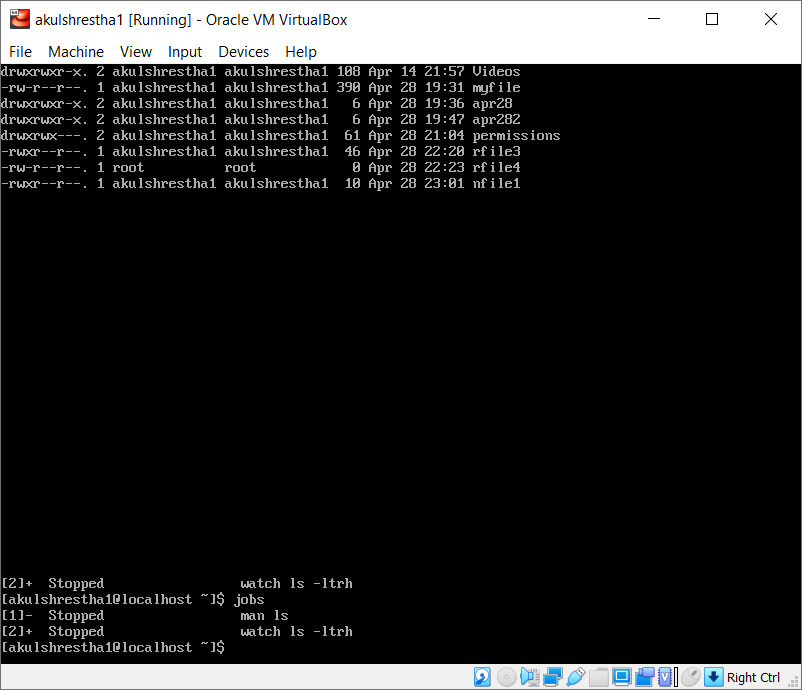 akulshrestha1 [Running] - Oracle VM VirtualBox
File Machine View Input Devices Help
drwxrwxr-x. 2 akulshrestha1 akulshrestha1 108 Apr 14 21:57 Videos
-rw-r--r--. 1 akulshrestha1 akulshrestha1 390 Apr 28 19:31 myfile
drwxrwxr-x. 2 akulshrestha1 akulshrestha1   6 Apr 28 19:36 apr28
drwxrwxr-x. 2 akulshrestha1 akulshrestha1   6 Apr 28 19:47 apr282
drwxrwx---. 2 akulshrestha1 akulshrestha1  61 Apr 28 21:04 permissions
-rwxr--r--. 1 akulshrestha1 akulshrestha1  46 Apr 28 22:20 rfile3
-rw-r--r--. 1 root          root            0 Apr 28 22:23 rfile4
-rwxr--r--. 1 akulshrestha1 akulshrestha1  10 Apr 28 23:01 nfile1
[2]+  Stopped                 watch ls -ltrh
[akulshrestha1@localhost ~]$ jobs
[1]-  Stopped                 man ls
[2]+  Stopped                 watch ls -ltrh
[akulshrestha1@localhost ~]$
Right Ctrl